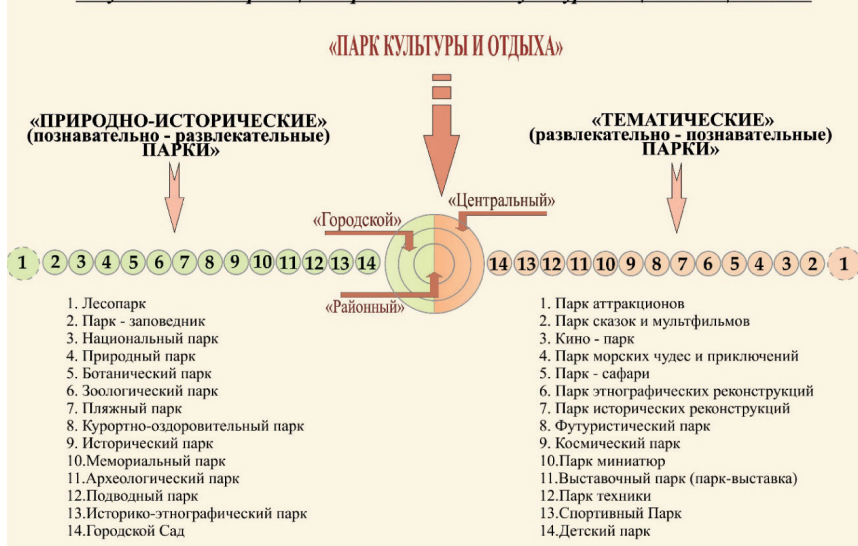 «ПАРК КУЛЬТУРЫ И ОТДЫХА»
«ПРИРОДНО-ИСТОРИЧЕСКИЕ»
(познавательно - развлекательные)
ПАРКИ»
«ТЕМАТИЧЕСКИЕ»
(развлекательно - познавательные)
ПАРКИ»
«Центральный»
«Городской»
«Районный»
1 2 3 4 5 6 7 8 9 10 11 12 13 14
14 13 12 11 10 9 8 7 6 5 4 3 2 1
1. Лесопарк
2. Парк - заповедник
3. Национальный парк
4. Природный парк
5. Ботанический парк
6. Зоологический парк
7. Пляжный парк
8. Курортно-оздоровительный парк
9. Исторический парк
10.Мемориальный парк
11.Археологический парк
12.Подводный парк
13.Историко-этнографический парк
14.Городской Сад
1. Парк аттракционов
2. Парк сказок и мультфильмов
3. Кино - парк
4. Парк морских чудес и приключений
5. Парк - сафари
6. Парк этнографических реконструкций
7. Парк исторических реконструкций
8. Футуристический парк
9. Космический парк
10.Парк миниатюр
11.Выставочный парк (парк-выставка)
12.Парк техники
13.Спортивный Парк
14.Детский парк